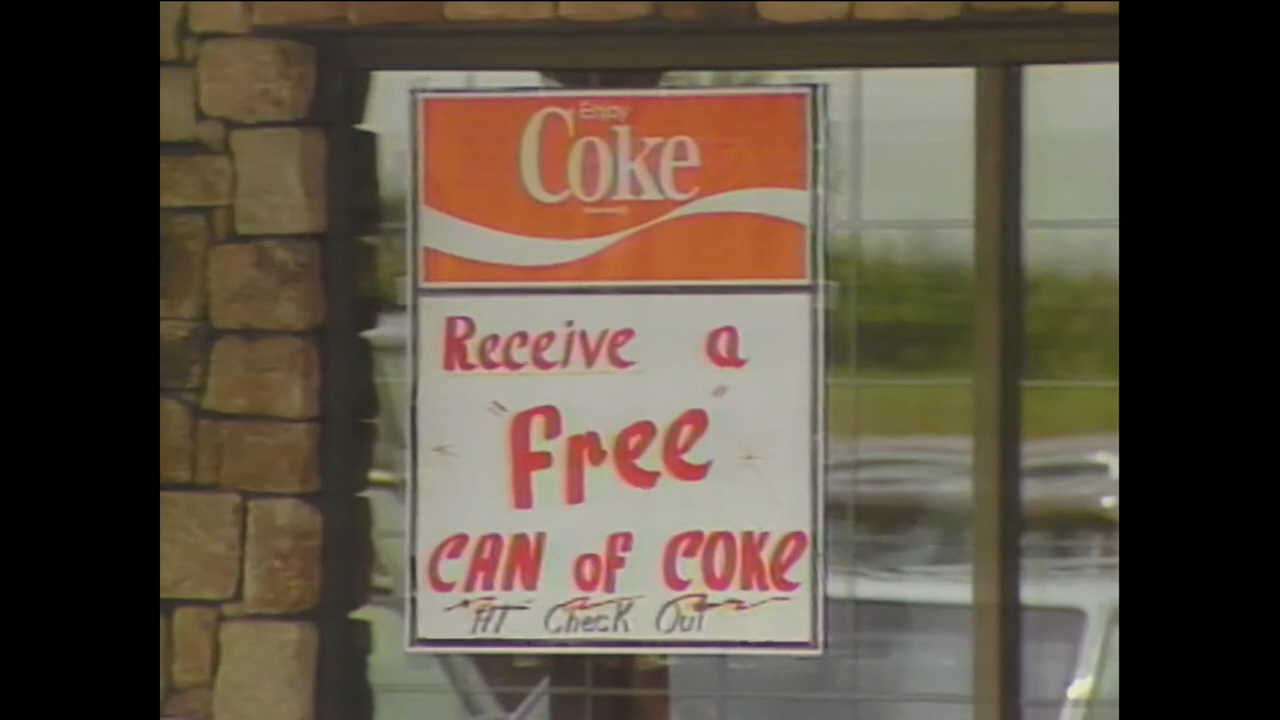 Enjoy
Coke
Receive a
"Free"
CAN of COKE
AT Check Out